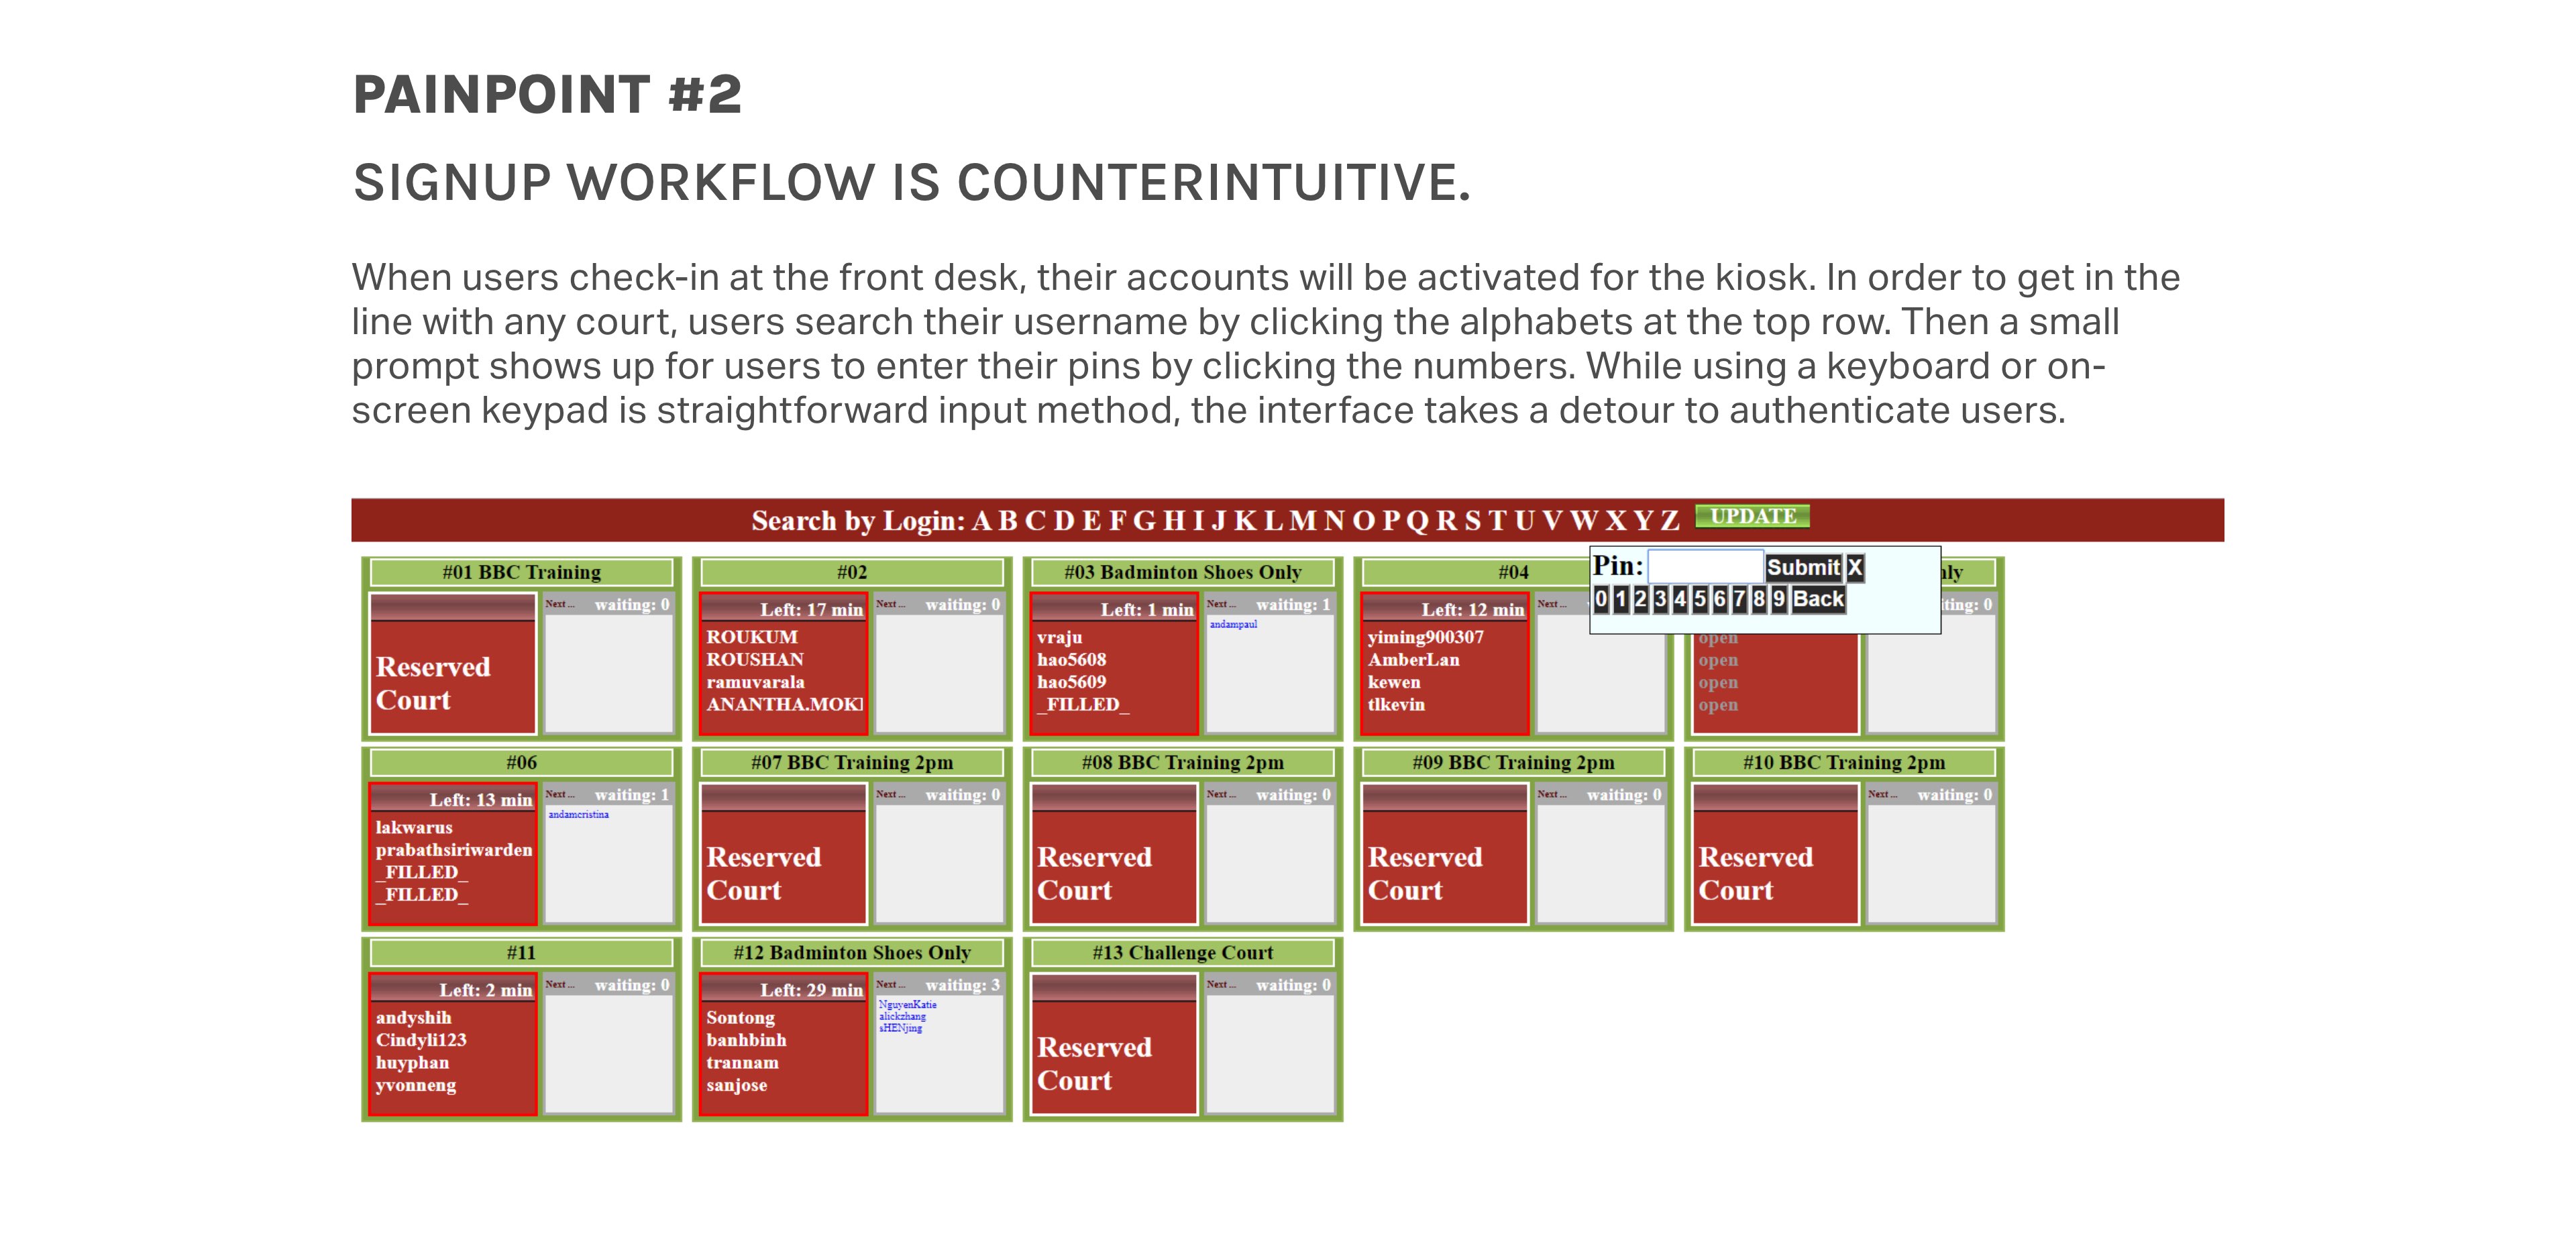 PAINPOINT #2
SIGNUP WORKFLOW IS COUNTERINTUITIVE.
When users check-in at the front desk, their accounts will be activated for the kiosk. In order to get in the
line with any court, users search their username by clicking the alphabets at the top row. Then a small
prompt shows up for users to enter their pins by clicking the numbers. While using a keyboard or on-
screen keypad is straightforward input method, the interface takes a detour to authenticate users.
Search by Login: A B C D E F G H I J K L M N O P Q R S T U V W X Y Z UPDATE
Pin: Submit X
0 1 2 3 4 5 6 7 8 9 Back
#01 BBC Training
Next ... waiting: 0
Reserved
Court
#02
Left: 17 min Next ... waiting: 0
ROUKUM
ROUSHAN
ramuvarala
ANANTHA.MOKI
#03 Badminton Shoes Only
Left: 1 min Next ... waiting: 1
vraju
hao5608
hao5609
_FILLED_
andampaul
#04
Left: 12 min Next ...
yiming900307
AmberLan
kewen
tlkevin
nly
iting: 0
open
open
open
open
#06
Left: 13 min Next ... waiting: 1
lakwarus
prabathsiriwarden
_FILLED_
_FILLED_
andamcristina
#07 BBC Training 2pm
Next ... waiting: 0
Reserved
Court
#08 BBC Training 2pm
Next ... waiting: 0
Reserved
Court
#09 BBC Training 2pm
Next ... waiting: 0
Reserved
Court
#10 BBC Training 2pm
Next ... waiting: 0
Reserved
Court
#11
Left: 2 min Next ... waiting: 0
andyshih
Cindyli123
huyphan
yvonneng
#12 Badminton Shoes Only
Left: 29 min Next ... waiting: 3
Sontong
banhbinh
trannam
sanjose
NguyenKatie
alickzhang
sHENjing
#13 Challenge Court
Next ... waiting: 0
Reserved
Court